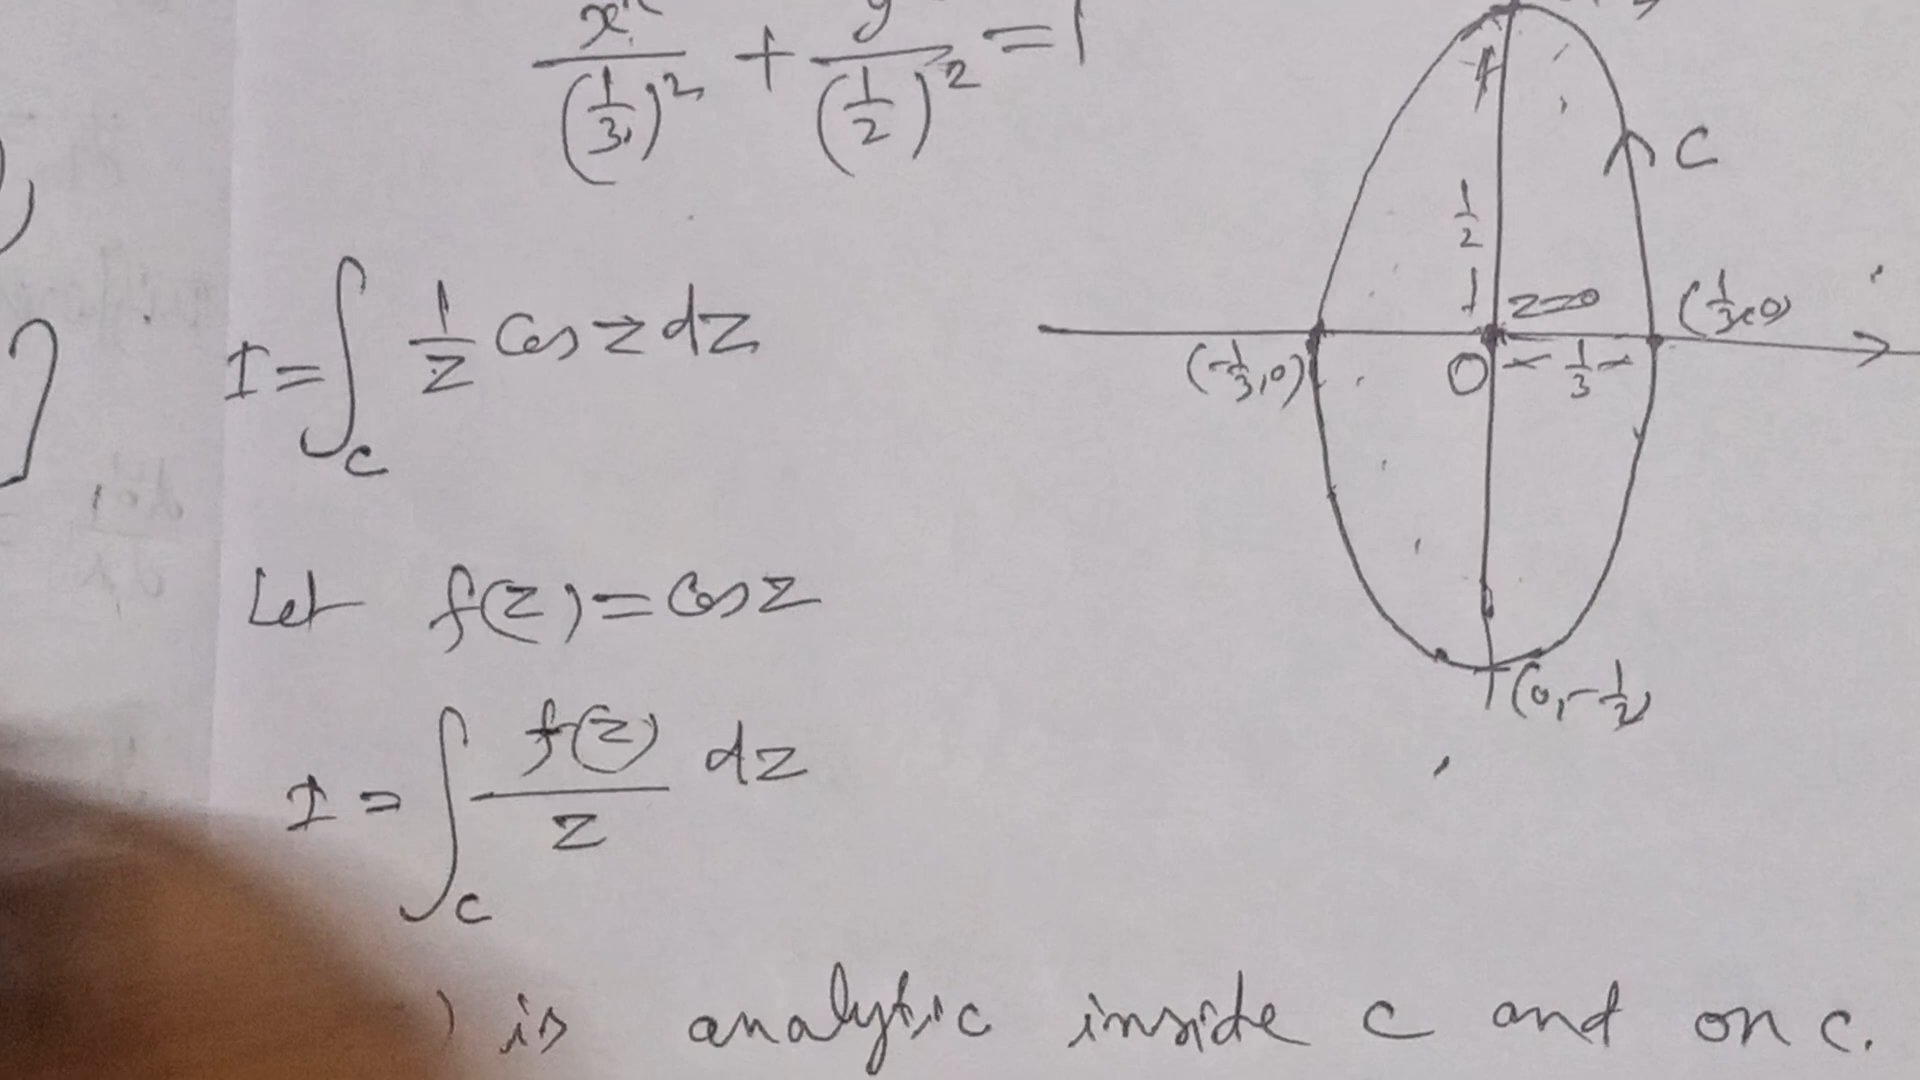 x²/(1/3)² + y²/(1/2)² = 1
I = ∫_C 1/z Cos z dz
Let f(z) = Cos z
I = ∫_C f(z)/z dz
) is analytic inside C and on C.
C
1/2
z=0
(1/3, 0)
(-1/3, 0)
O
1/3
(0, -1/2)